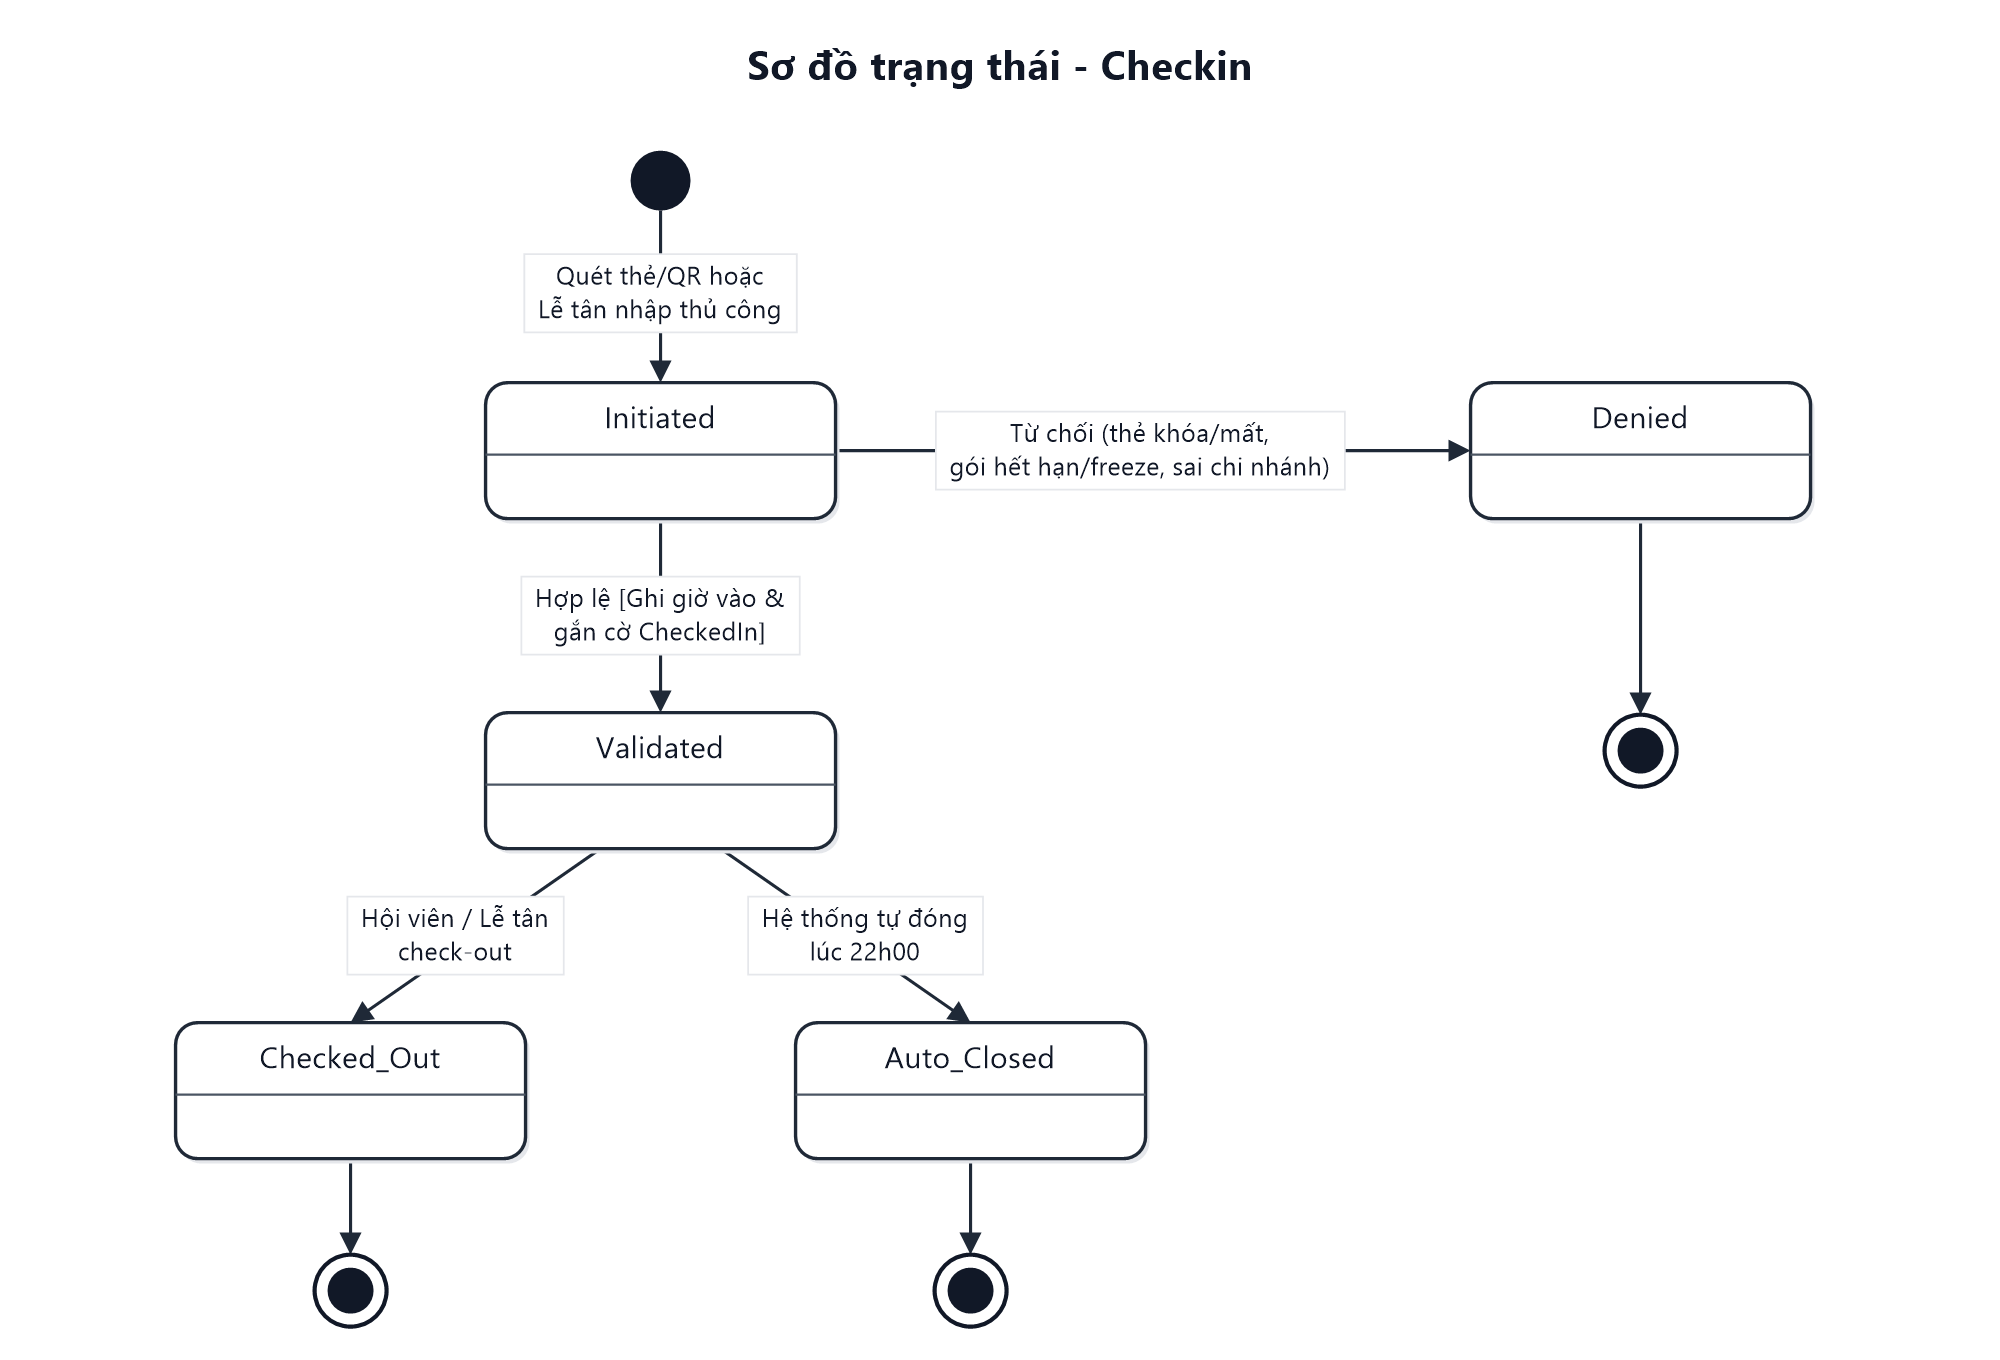 Sơ đồ trạng thái - Checkin
Quét thẻ/QR hoặc
Lễ tân nhập thủ công
Initiated
Từ chối (thẻ khóa/mất,
gói hết hạn/freeze, sai chi nhánh)
Denied
Hợp lệ [Ghi giờ vào &
gắn cờ CheckedIn]
Validated
Hội viên / Lễ tân
check-out
Hệ thống tự đóng
lúc 22h00
Checked_Out
Auto_Closed